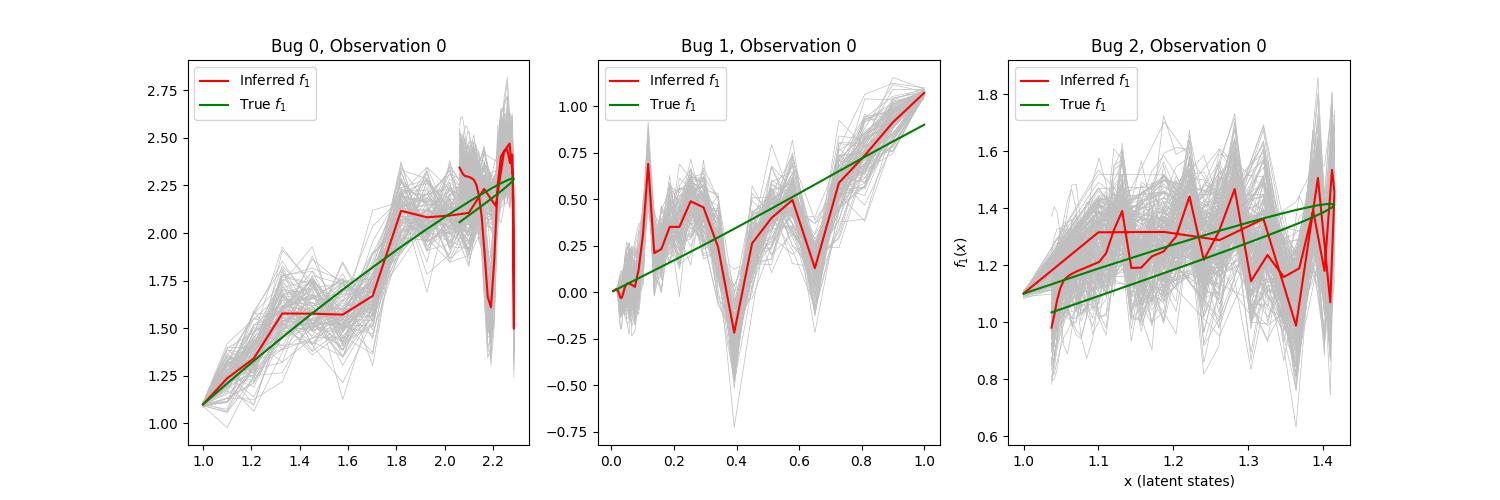 Bug 0, Observation 0
Inferred f₁
True f₁
2.75
2.50
2.25
2.00
1.75
1.50
1.25
1.00
1.0 1.2 1.4 1.6 1.8 2.0 2.2
Bug 1, Observation 0
Inferred f₁
True f₁
1.00
0.75
0.50
0.25
0.00
−0.25
−0.50
−0.75
0.0 0.2 0.4 0.6 0.8 1.0
Bug 2, Observation 0
Inferred f₁
True f₁
f₁(x)
1.8
1.6
1.4
1.2
1.0
0.8
0.6
1.0 1.1 1.2 1.3 1.4
x (latent states)